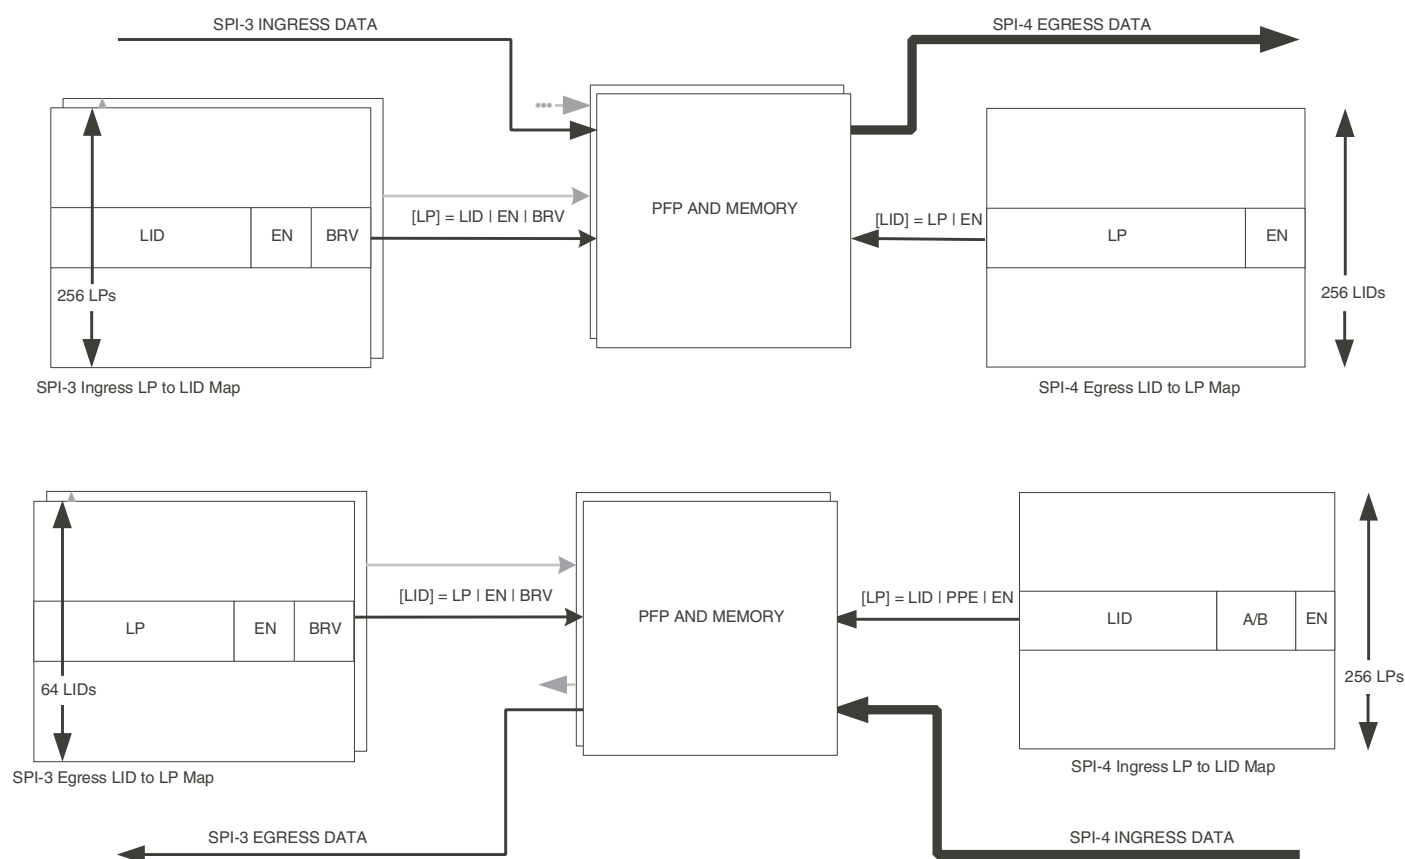 SPI-3 INGRESS DATA
SPI-4 EGRESS DATA
[LP] = LID | EN | BRV
PFP AND MEMORY
[LID] = LP | EN
LID EN BRV
LP EN
256 LPs
256 LIDs
SPI-3 Ingress LP to LID Map
SPI-4 Egress LID to LP Map
[LID] = LP | EN | BRV
PFP AND MEMORY
[LP] = LID | PPE | EN
LP EN BRV
LID A/B EN
64 LIDs
256 LPs
SPI-3 Egress LID to LP Map
SPI-4 Ingress LP to LID Map
SPI-3 EGRESS DATA
SPI-4 INGRESS DATA